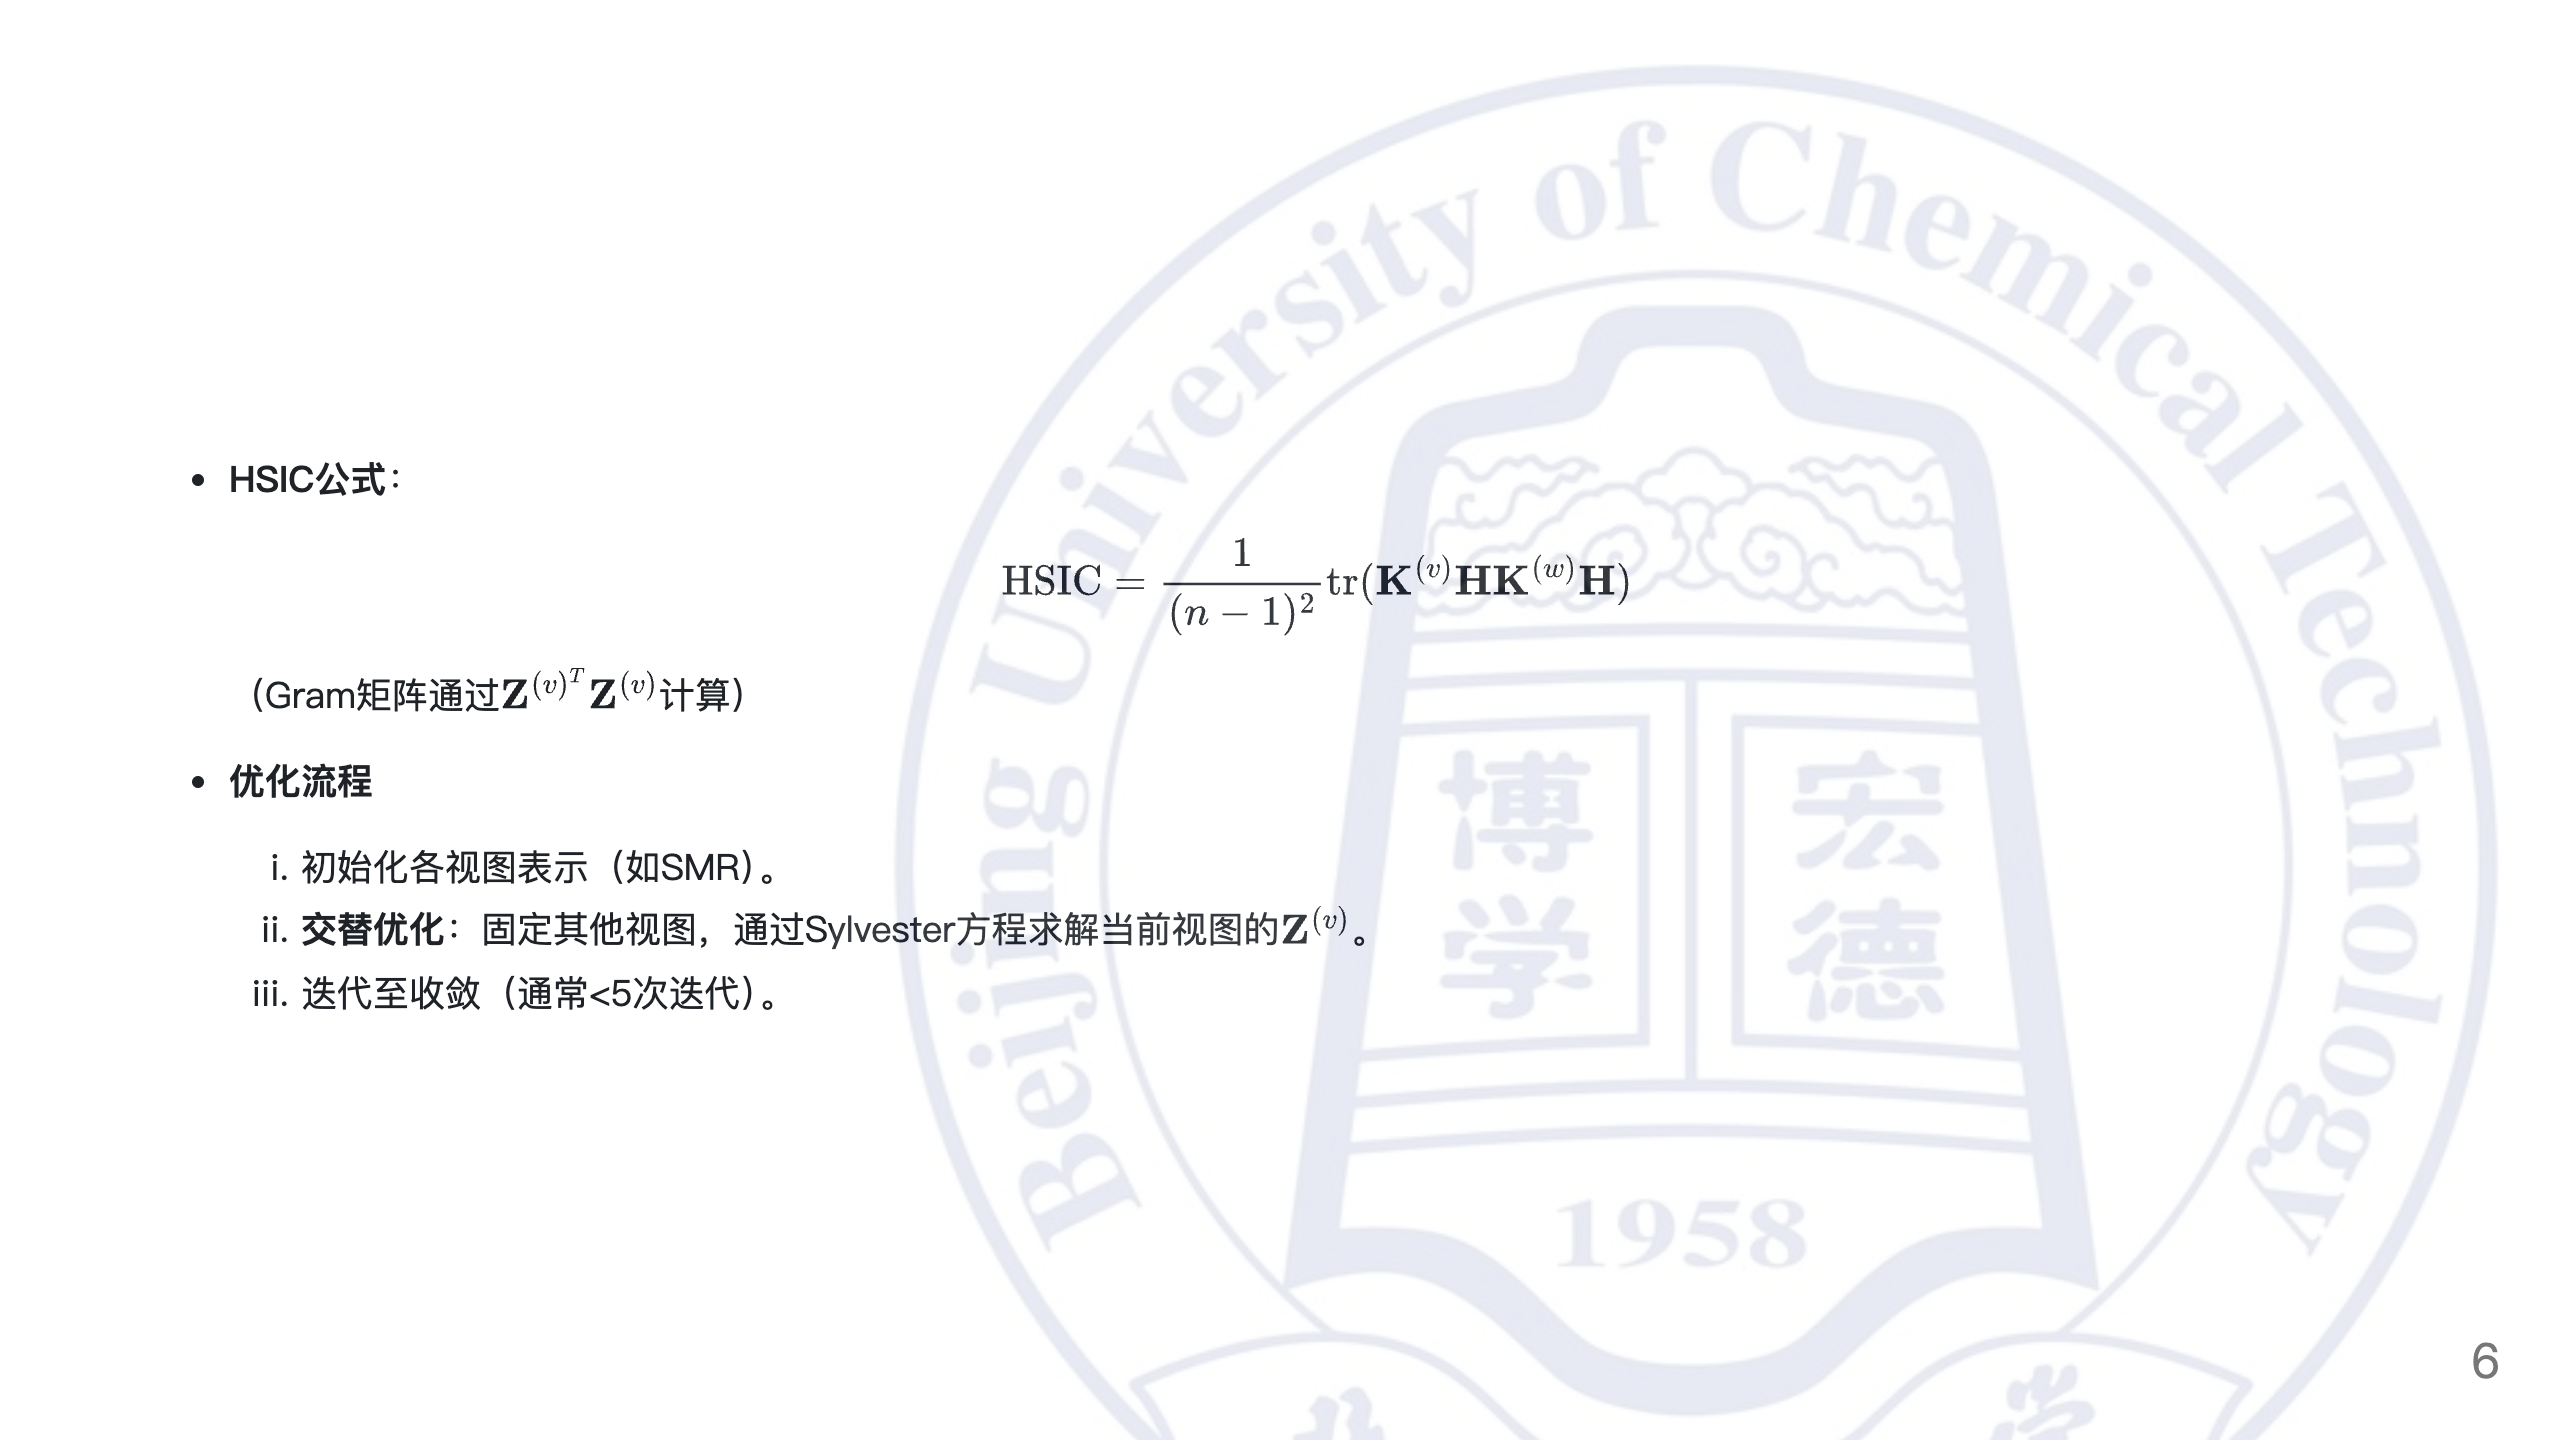 HSIC公式：
HSIC = \frac{1}{(n-1)^2} tr(K^{(v)}HK^{(w)}H)
（Gram矩阵通过Z^{(v)^T}Z^{(v)}计算）
优化流程
i. 初始化各视图表示（如SMR）。
ii. 交替优化：固定其他视图，通过Sylvester方程求解当前视图的Z^{(v)}。
iii. 迭代至收敛（通常<5次迭代）。
Beijing University of Chemical Technology
博学
宏德
1958
6